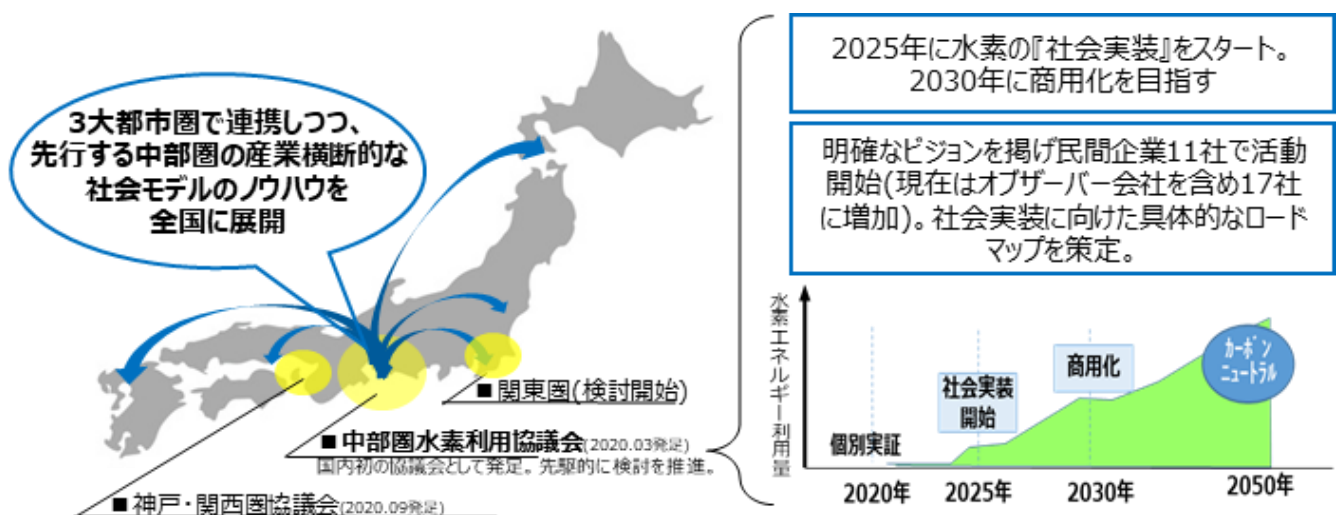 3大都市圏で連携しつつ、
先行する中部圏の産業横断的な
社会モデルのノウハウを
全国に展開
■関東圏(検討開始)
■中部圏水素利用協議会(2020.03発足)
国内初の協議会として発足。先駆的に検討を推進。
■神戸・関西圏協議会(2020.09発足)
2025年に水素の『社会実装』をスタート。
2030年に商用化を目指す
明確なビジョンを掲げ民間企業11社で活動
開始(現在はオブザーバー会社を含め17社
に増加)。社会実装に向けた具体的なロード
マップを策定。
水素エネルギー利用量
個別実証
社会実装
開始
商用化
カーボン
ニュートラル
2020年
2025年
2030年
2050年